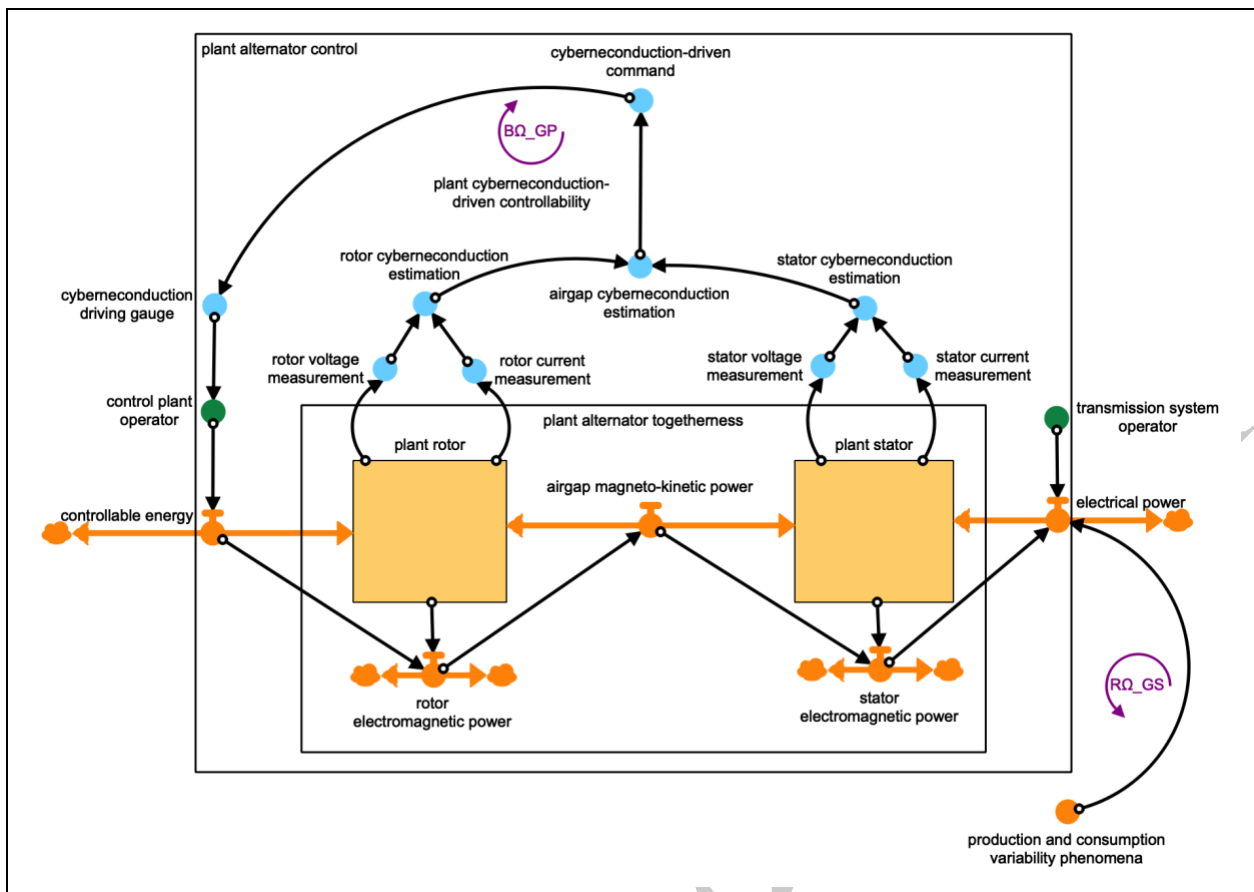 plant alternator control
cyberneconduction-driven
command
BΩ_GP
plant cyberneconduction-
driven controllability
rotor cyberneconduction
estimation
stator cyberneconduction
estimation
airgap cyberneconduction
estimation
cyberneconduction
driving gauge
rotor voltage
measurement
rotor current
measurement
stator voltage
measurement
stator current
measurement
control plant
operator
plant alternator togetherness
transmission system
operator
plant rotor
plant stator
airgap magneto-kinetic power
controllable energy
electrical power
rotor
electromagnetic power
stator
electromagnetic power
RΩ_GS
production and consumption
variability phenomena